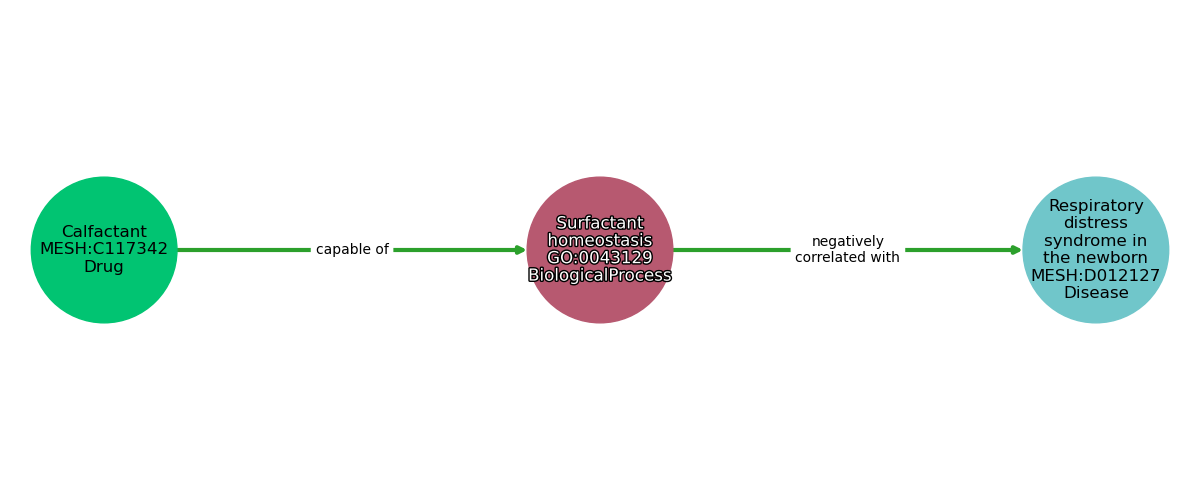 Calfactant
MESH:C117342
Drug
capable of
Surfactant
homeostasis
GO:0043129
BiologicalProcess
negatively
correlated with
Respiratory
distress
syndrome in
the newborn
MESH:D012127
Disease